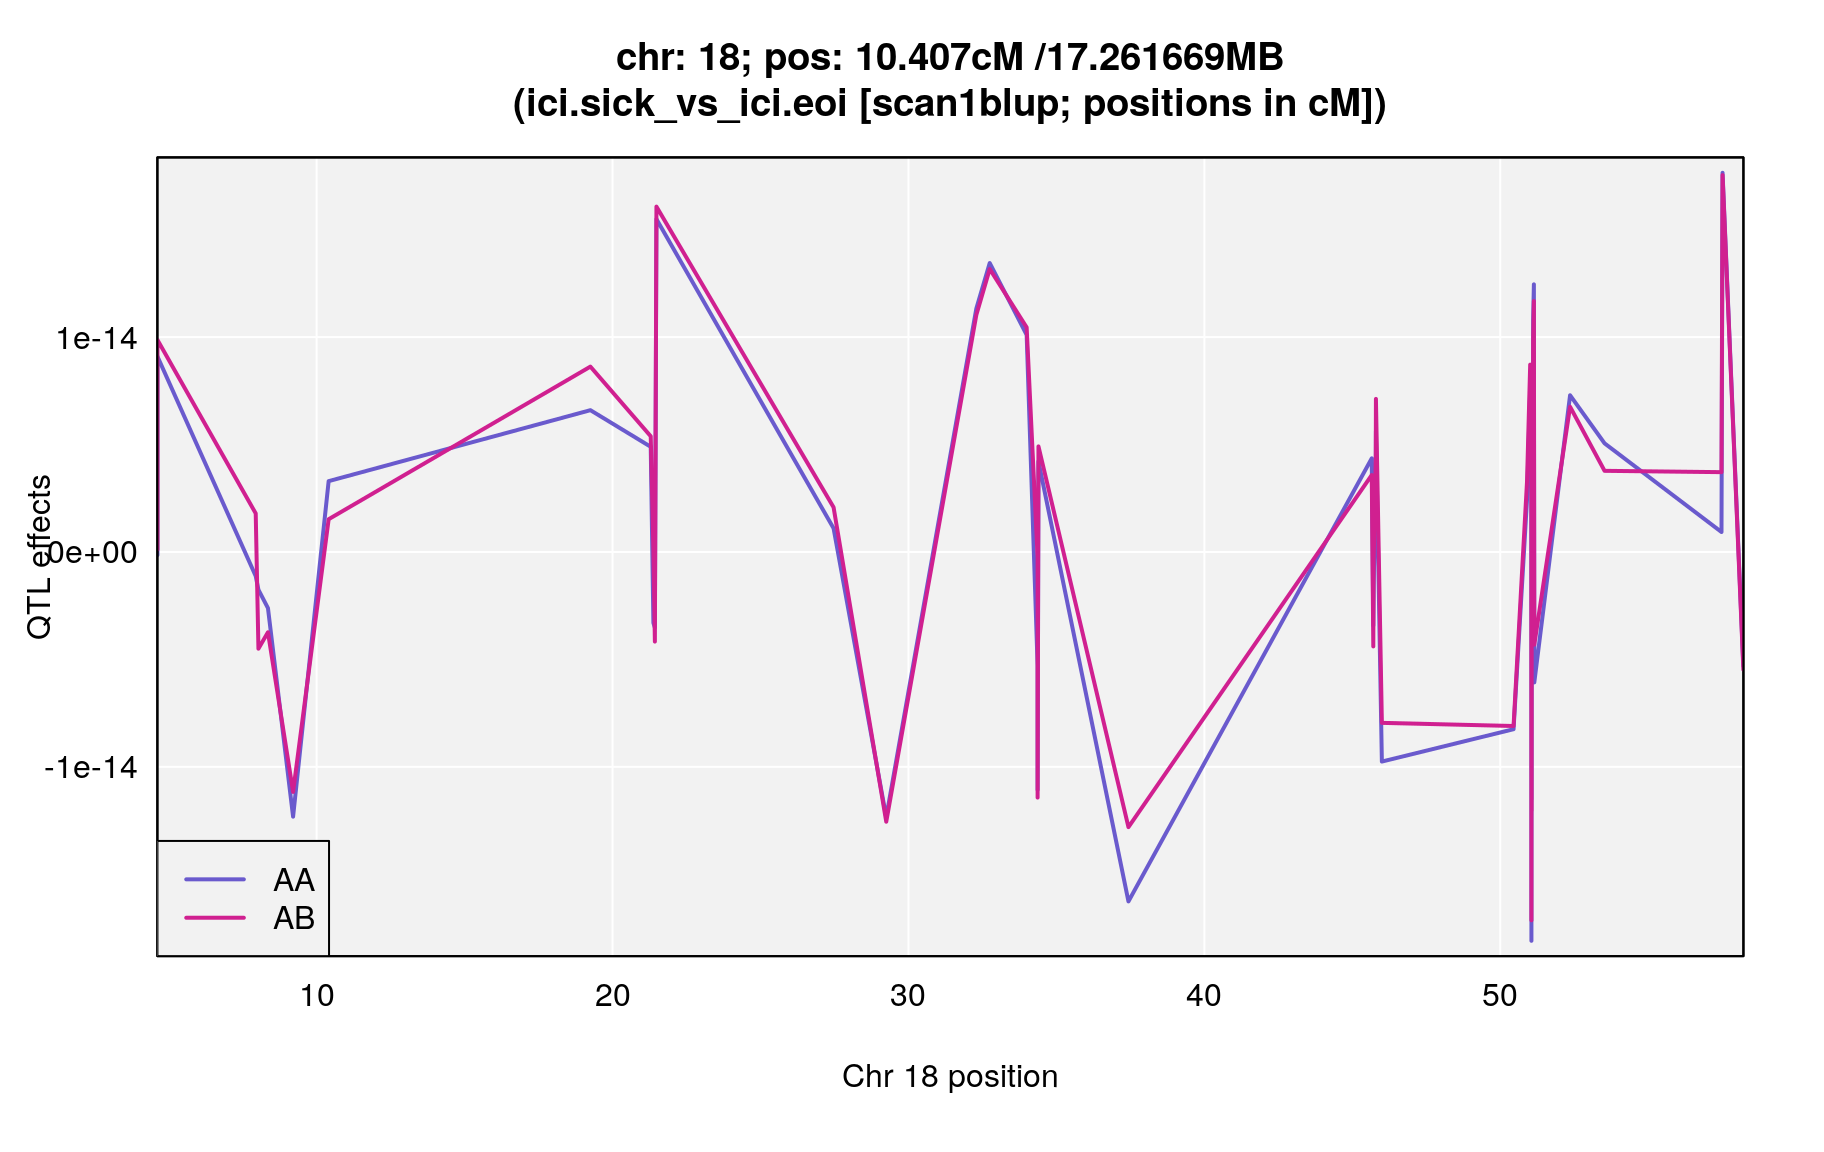 chr: 18; pos: 10.407cM /17.261669MB
(ici.sick_vs_ici.eoi [scan1blup; positions in cM])
QTL effects
1e-14
0e+00
-1e-14
AA
AB
10 20 30 40 50
Chr 18 position